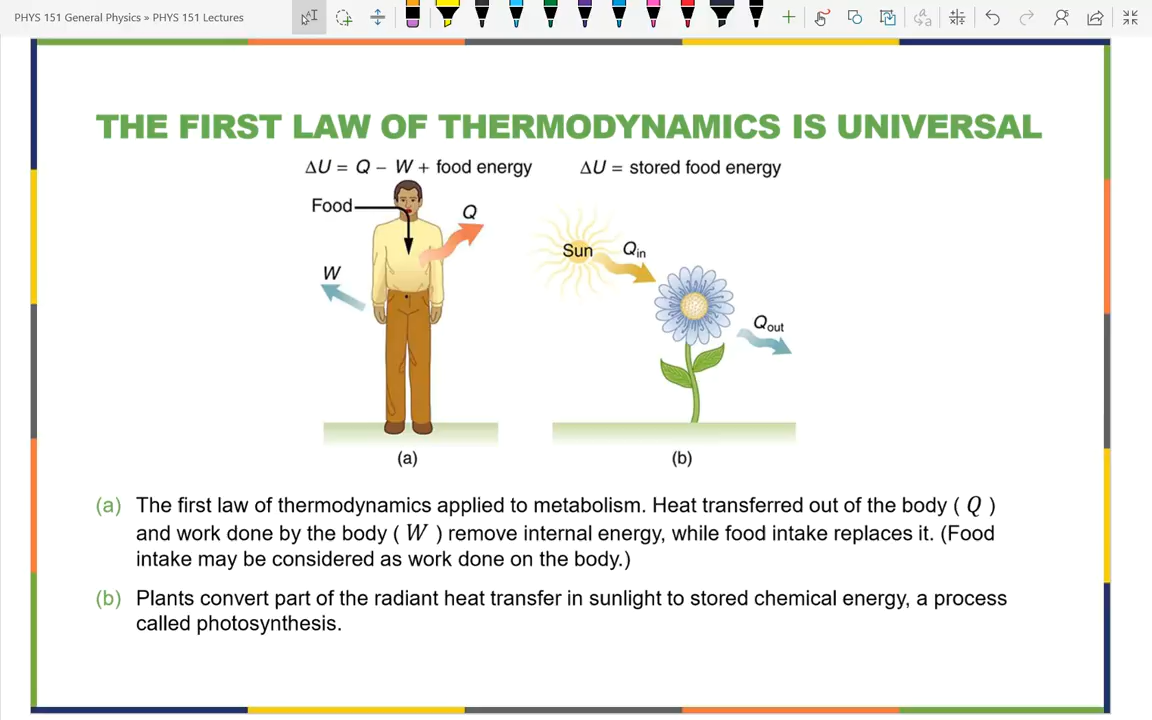 PHYS 151 General Physics » PHYS 151 Lectures
THE FIRST LAW OF THERMODYNAMICS IS UNIVERSAL
ΔU = Q − W + food energy
ΔU = stored food energy
Food
Q
W
Sun
Qin
Qout
(a)
(b)
(a) The first law of thermodynamics applied to metabolism. Heat transferred out of the body ( Q )
and work done by the body ( W ) remove internal energy, while food intake replaces it. (Food
intake may be considered as work done on the body.)
(b) Plants convert part of the radiant heat transfer in sunlight to stored chemical energy, a process
called photosynthesis.